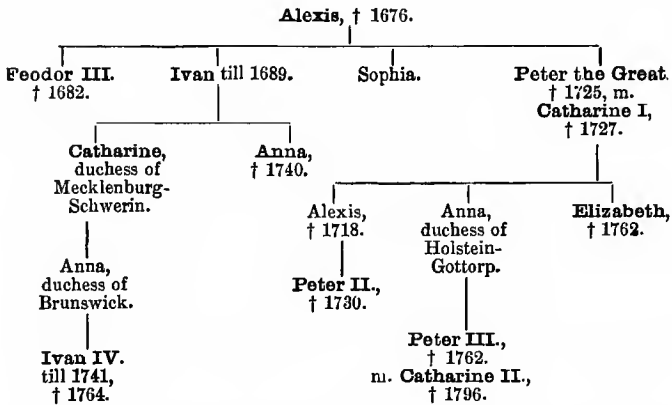 Alexis, † 1676.
Feodor III.
† 1682.
Ivan till 1689.
Sophia.
Peter the Great.
† 1725, m.
Catharine I,
† 1727.
Catharine,
duchess of
Mecklenburg-
Schwerin.
Anna,
† 1740.
Alexis,
† 1718.
Anna,
duchess of
Holstein-
Gottorp.
Elizabeth,
† 1762.
Anna,
duchess of
Brunswick.
Peter II.,
† 1730.
Ivan IV.
till 1741,
† 1764.
Peter III.,
† 1762.
m. Catharine II.,
† 1796.